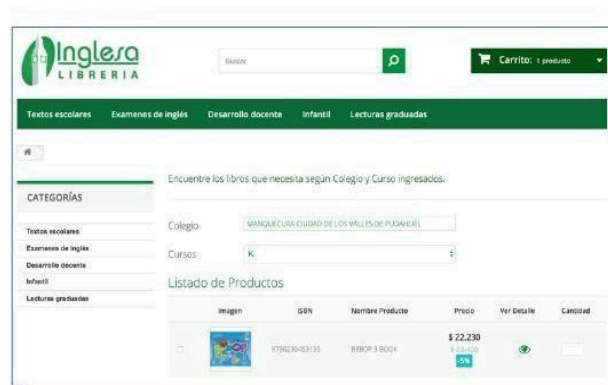 Inglesa
LIBRERIA
Buscar
Carrito: 1 producto
Textos escolares Examenes de inglés Desarrollo docente Infantil Lecturas graduadas
Encuentre los libros que necesita según Colegio y Curso ingresados.
CATEGORÍAS
Textos escolares
Examenes de inglés
Desarrollo docente
Infantil
Lecturas graduadas
Colegio MANQUECURA CIUDAD DE LOS VALLES DE PUDAHUEL
Cursos K
Listado de Productos
Imagen ISBN Nombre Producto Precio Ver Detalle Cantidad
BEBOP 3 BOOK
$ 22.230
-5%